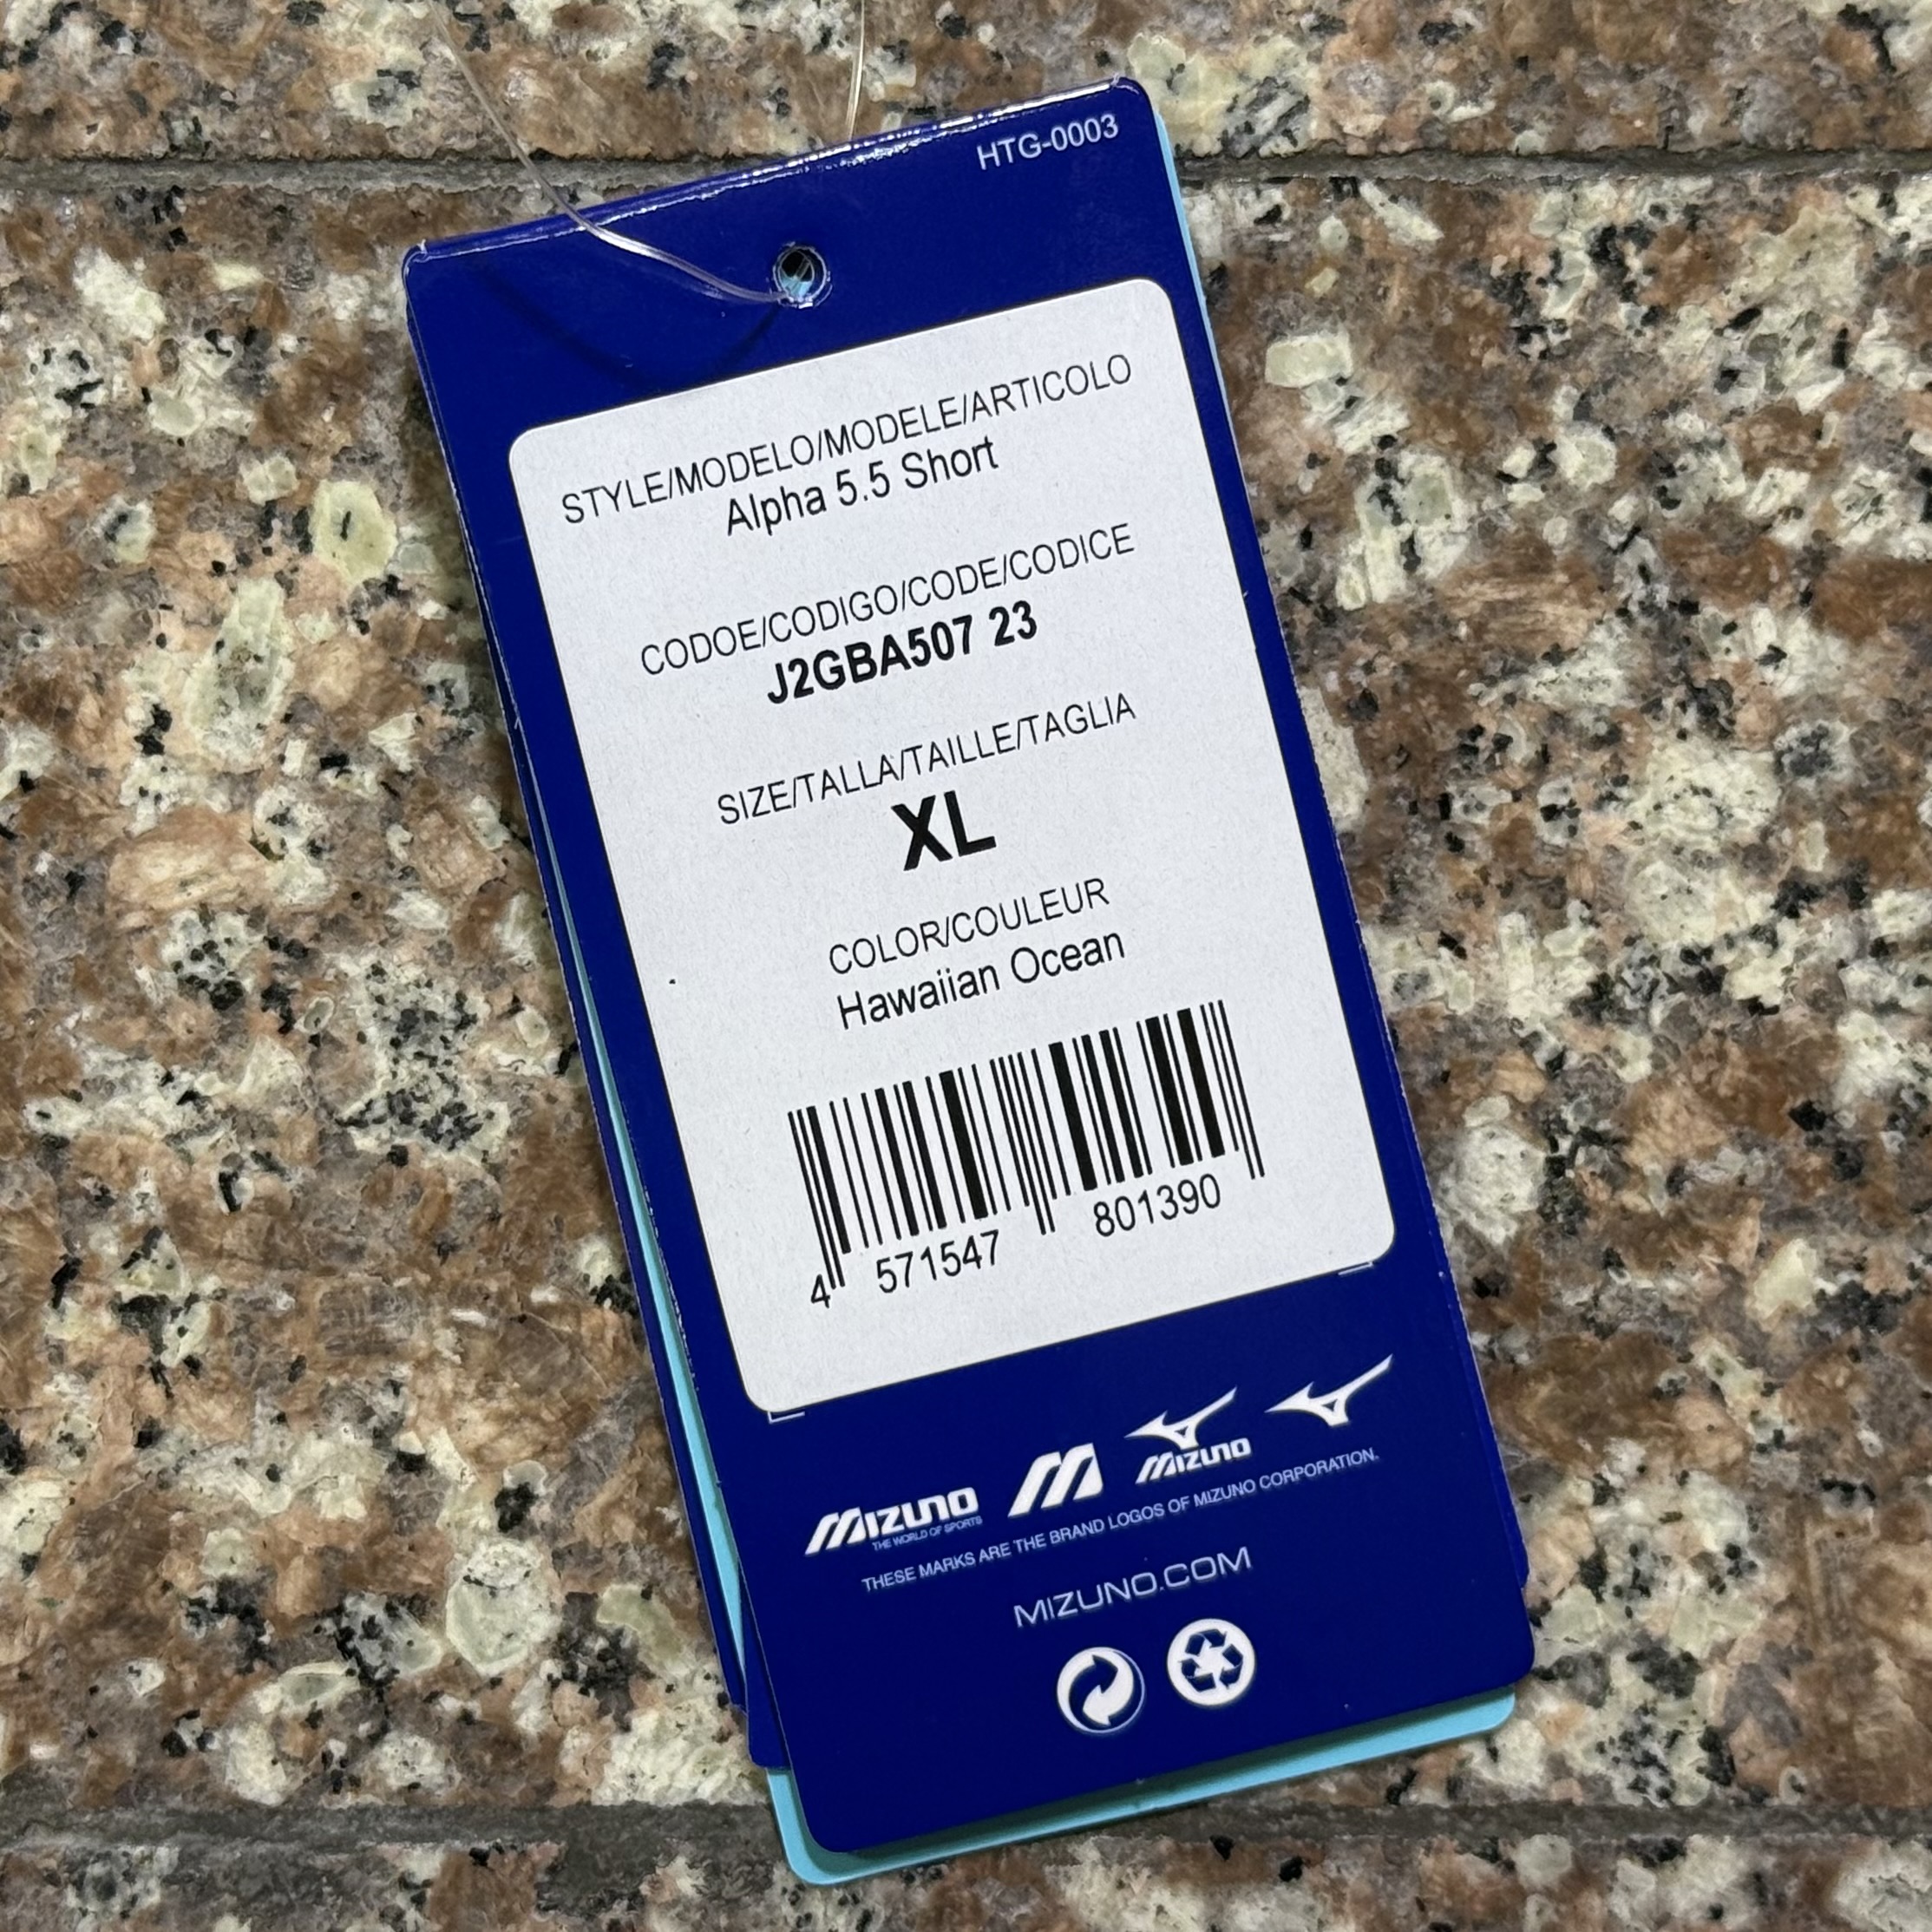 HTG-0003
STYLE/MODELO/MODELE/ARTICOLO
Alpha 5.5 Short
CODOE/CODIGO/CODE/CODICE
J2GBA507 23
SIZE/TALLA/TAILLE/TAGLIA
XL
COLOR/COULEUR
Hawaiian Ocean
4 571547 801390
MIZUNO M MIZUNO
THE WORLD OF SPORTS
THESE MARKS ARE THE BRAND LOGOS OF MIZUNO CORPORATION.
MIZUNO.COM